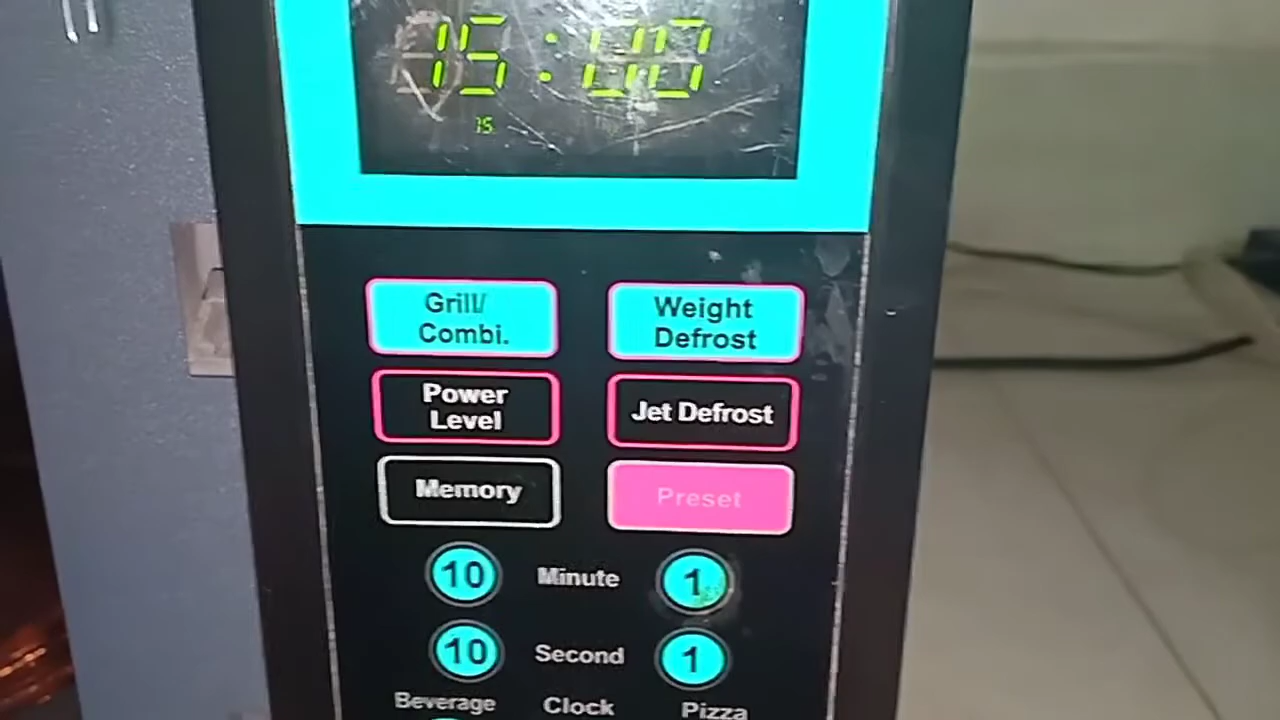 15:00
15
Grill/
Combi.
Weight
Defrost
Power
Level
Jet Defrost
Memory
Preset
10 Minute 1
10 Second 1
Beverage Clock Pizza